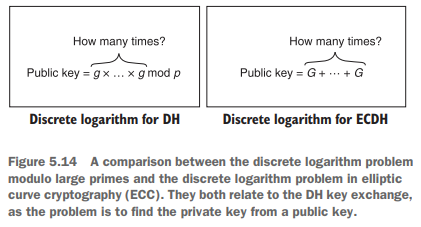 How many times?
Public key = g × ... × g mod p
Discrete logarithm for DH
How many times?
Public key = G + ··· + G
Discrete logarithm for ECDH
Figure 5.14 A comparison between the discrete logarithm problem
modulo large primes and the discrete logarithm problem in elliptic
curve cryptography (ECC). They both relate to the DH key exchange,
as the problem is to find the private key from a public key.